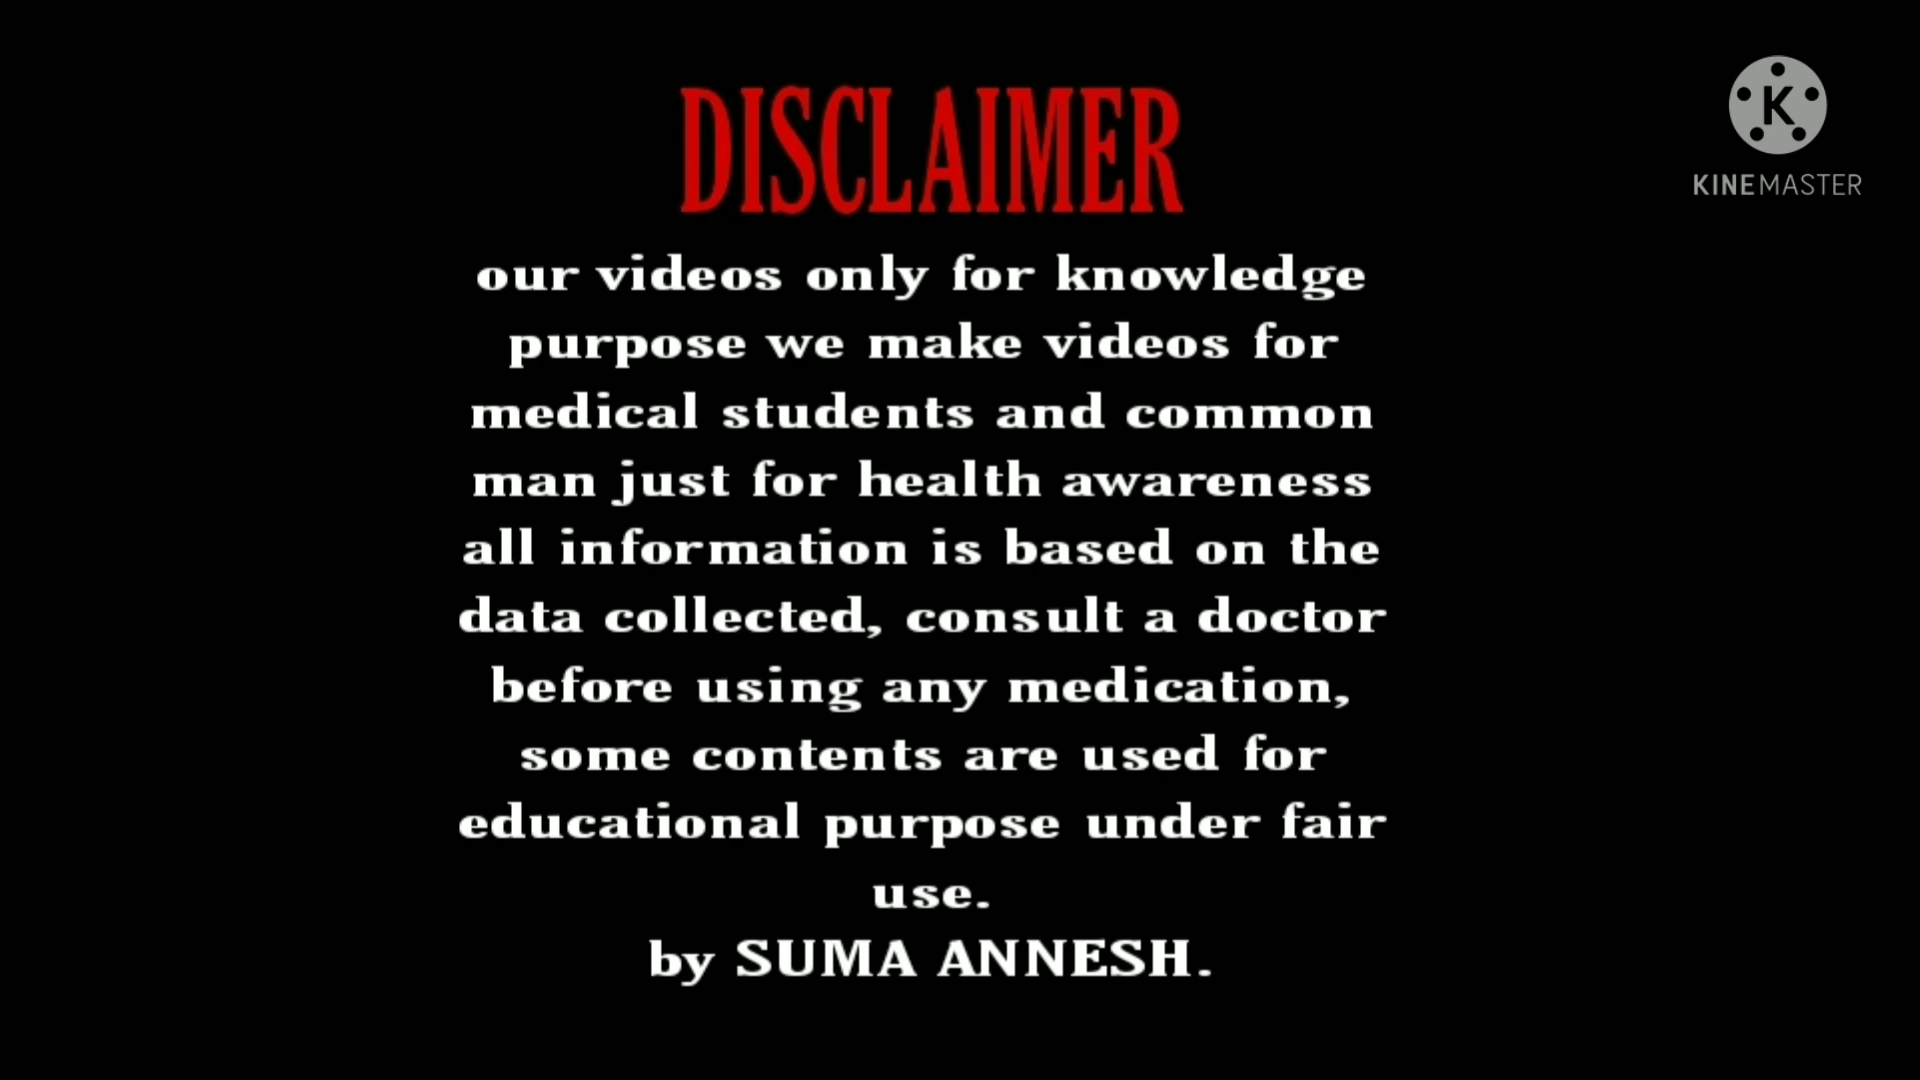 DISCLAIMER
K
KINEMASTER
our videos only for knowledge
purpose we make videos for
medical students and common
man just for health awareness
all information is based on the
data collected, consult a doctor
before using any medication,
some contents are used for
educational purpose under fair
use.
by SUMA ANNESH.